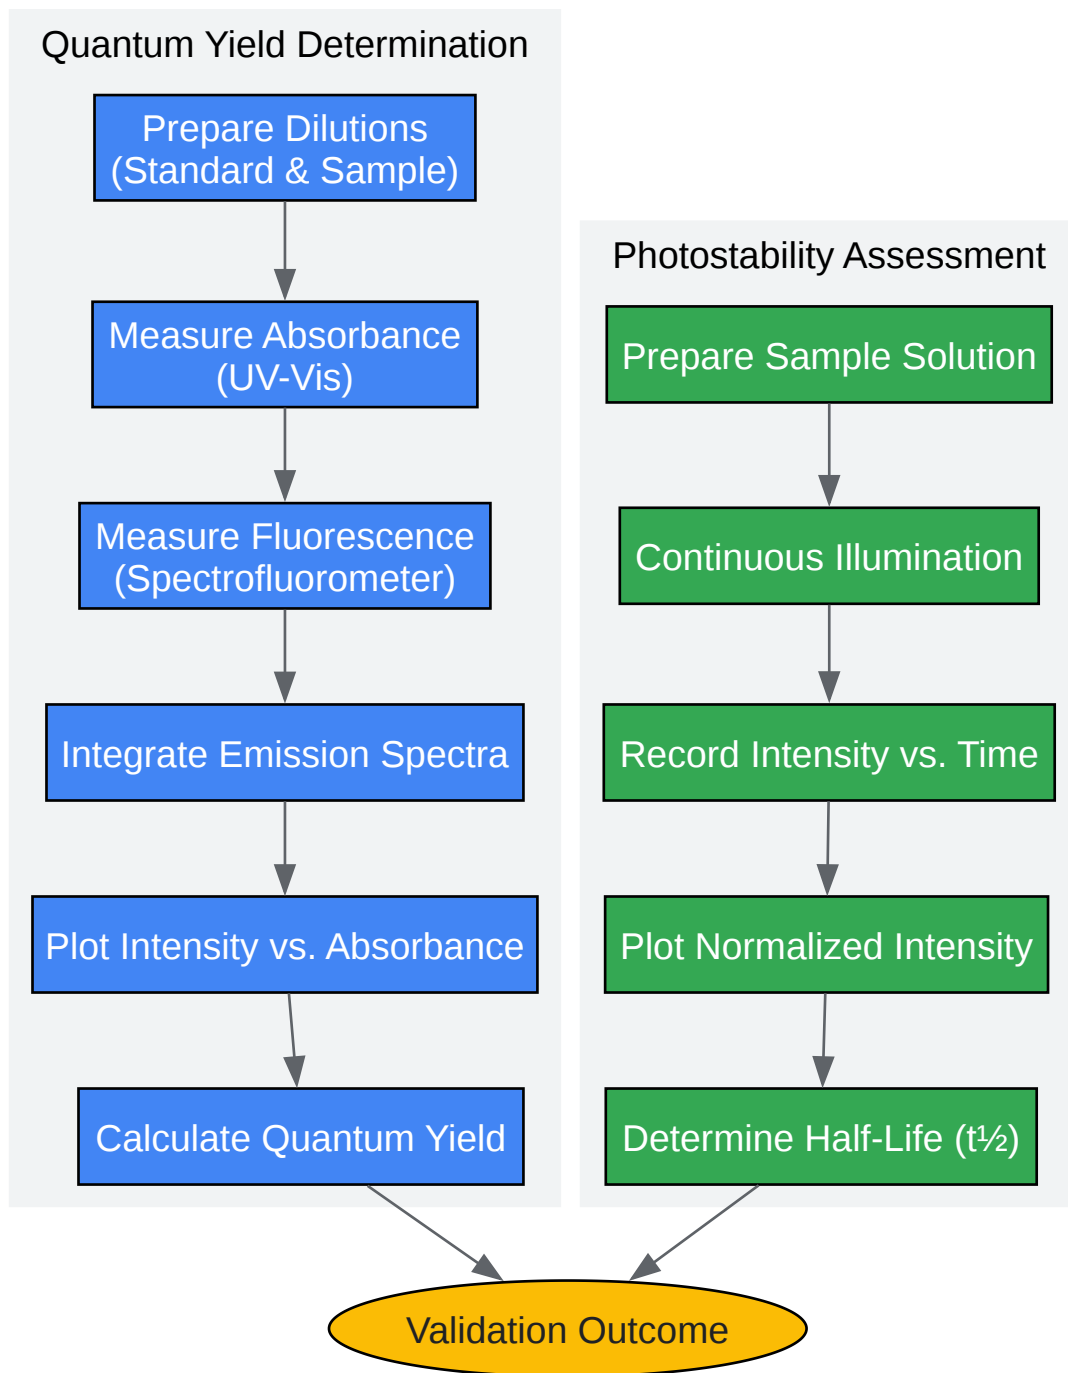 Quantum Yield Determination
Prepare Dilutions
(Standard & Sample)
Measure Absorbance
(UV-Vis)
Measure Fluorescence
(Spectrofluorometer)
Integrate Emission Spectra
Plot Intensity vs. Absorbance
Calculate Quantum Yield
Photostability Assessment
Prepare Sample Solution
Continuous Illumination
Record Intensity vs. Time
Plot Normalized Intensity
Determine Half-Life (t½)
Validation Outcome